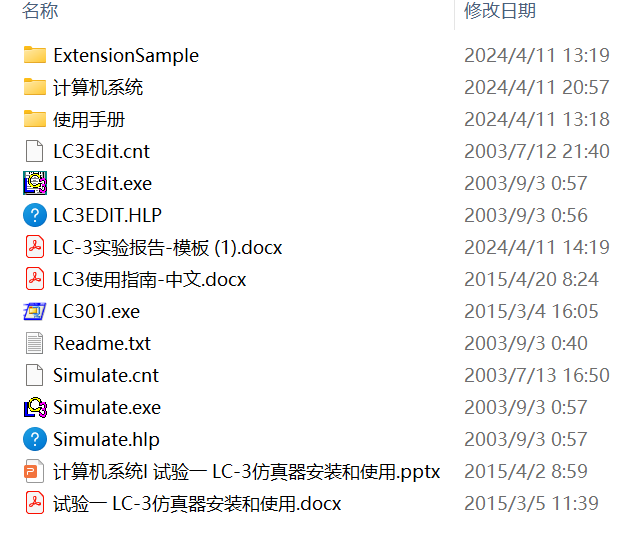 名称 修改日期
ExtensionSample 2024/4/11 13:19
计算机系统 2024/4/11 20:57
使用手册 2024/4/11 13:18
LC3Edit.cnt 2003/7/12 21:40
LC3Edit.exe 2003/9/3 0:57
LC3EDIT.HLP 2003/9/3 0:56
LC-3实验报告-模板 (1).docx 2024/4/11 14:19
LC3使用指南-中文.docx 2015/4/20 8:24
LC301.exe 2015/3/4 16:05
Readme.txt 2003/9/3 0:40
Simulate.cnt 2003/7/13 16:50
Simulate.exe 2003/9/3 0:57
Simulate.hlp 2003/9/3 0:57
计算机系统I 试验一 LC-3仿真器安装和使用.pptx 2015/4/2 8:59
试验一 LC-3仿真器安装和使用.docx 2015/3/5 11:39